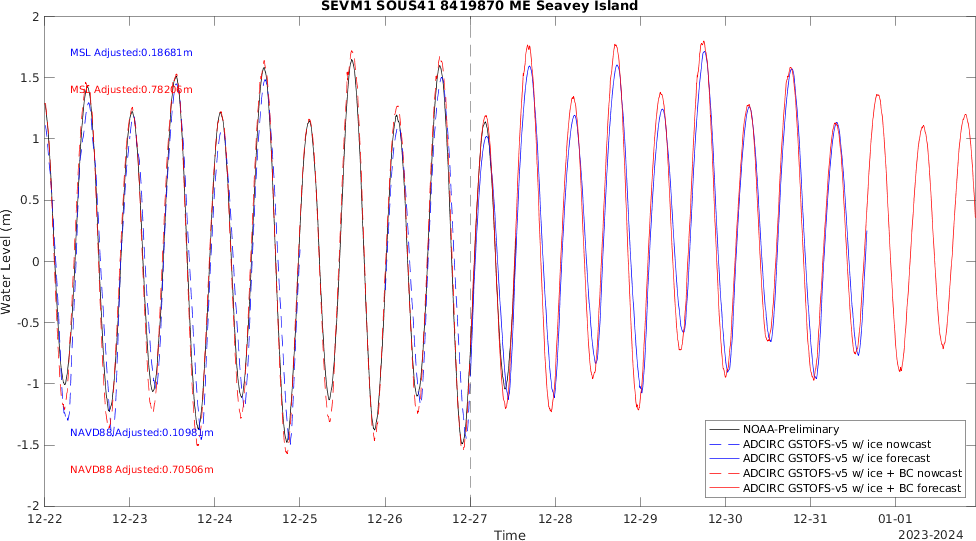 SEVM1 SOUS41 8419870 ME Seavey Island
2
1.5
1
0.5
0
-0.5
-1
-1.5
-2
Water Level (m)
MSL Adjusted:0.18681m
MSL Adjusted:0.78206m
NAVD88 Adjusted:0.10981m
NAVD88 Adjusted:0.70506m
NOAA-Preliminary
ADCIRC GSTOFS-v5 w/ ice nowcast
ADCIRC GSTOFS-v5 w/ ice forecast
ADCIRC GSTOFS-v5 w/ ice + BC nowcast
ADCIRC GSTOFS-v5 w/ ice + BC forecast
12-22 12-23 12-24 12-25 12-26 12-27 12-28 12-29 12-30 12-31 01-01
Time
2023-2024